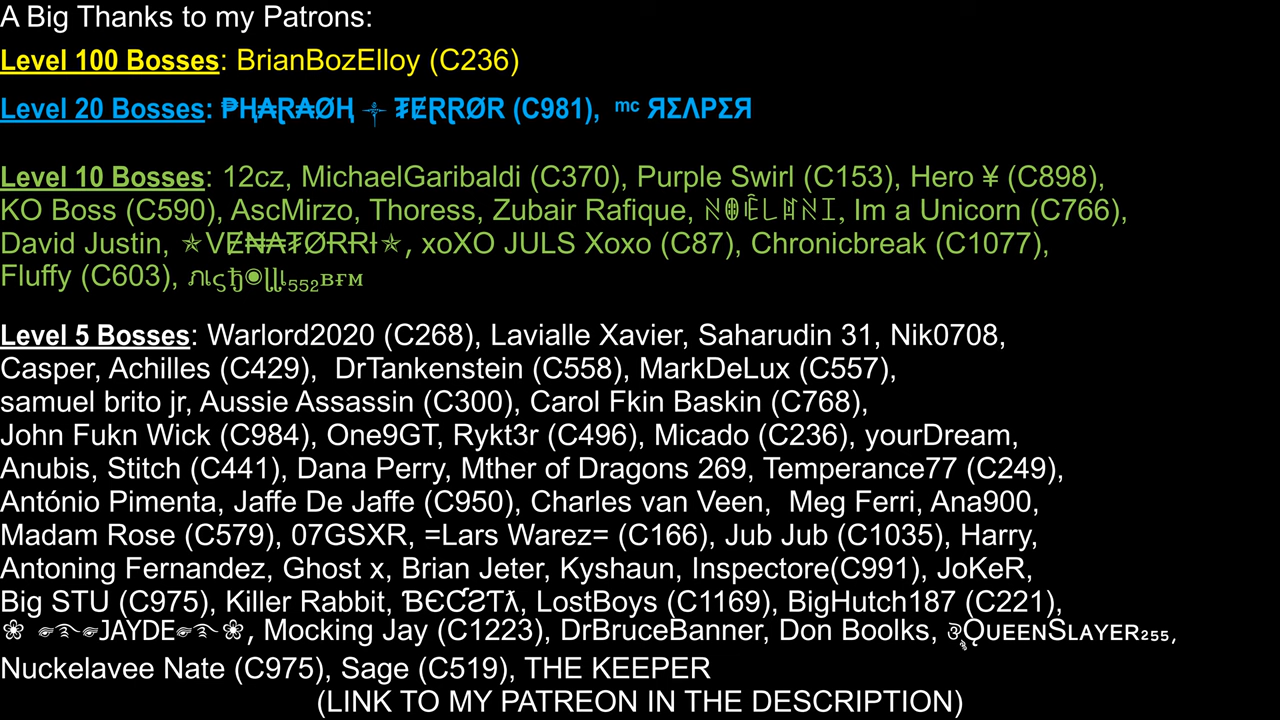 A Big Thanks to my Patrons:
Level 100 Bosses: BrianBozElloy (C236)
Level 20 Bosses: ₱Ⱨ₳Ɽ₳ØⱧ ⸎ ₮ɆⱤⱤØR (C981), ᵐᶜ ЯΣΛPΣЯ
Level 10 Bosses: 12cz, MichaelGaribaldi (C370), Purple Swirl (C153), Hero ¥ (C898),
KO Boss (C590), AscMirzo, Thoress, Zubair Rafique, Im a Unicorn (C766),
David Justin, ✯VɆ₦₳₮ØɌɌƗ✯, xoXO JULS Xoxo (C87), Chronicbreak (C1077),
Fluffy (C603),
Level 5 Bosses: Warlord2020 (C268), Lavialle Xavier, Saharudin 31, Nik0708,
Casper, Achilles (C429), DrTankenstein (C558), MarkDeLux (C557),
samuel brito jr, Aussie Assassin (C300), Carol Fkin Baskin (C768),
John Fukn Wick (C984), One9GT, Rykt3r (C496), Micado (C236), yourDream,
Anubis, Stitch (C441), Dana Perry, Mther of Dragons 269, Temperance77 (C249),
António Pimenta, Jaffe De Jaffe (C950), Charles van Veen, Meg Ferri, Ana900,
Madam Rose (C579), 07GSXR, =Lars Warez= (C166), Jub Jub (C1035), Harry,
Antoning Fernandez, Ghost x, Brian Jeter, Kyshaun, Inspectore(C991), JoKeR,
Big STU (C975), Killer Rabbit, ƁЄƇƧƬƛ, LostBoys (C1169), BigHutch187 (C221),
❀ ☜࿐☜JAYDE☜࿐❀, Mocking Jay (C1223), DrBruceBanner, Don Boolks, ঔৣQᴜᴇᴇɴSʟᴀʏᴇʀ₂₅₅,
Nuckelavee Nate (C975), Sage (C519), THE KEEPER
(LINK TO MY PATREON IN THE DESCRIPTION)